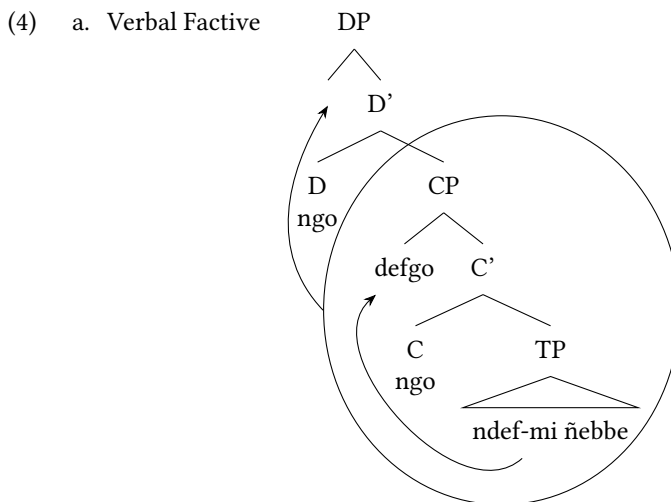 (4) a. Verbal Factive DP
D’
D CP
ngo
defgo C’
C TP
ngo
ndef-mi ñebbe